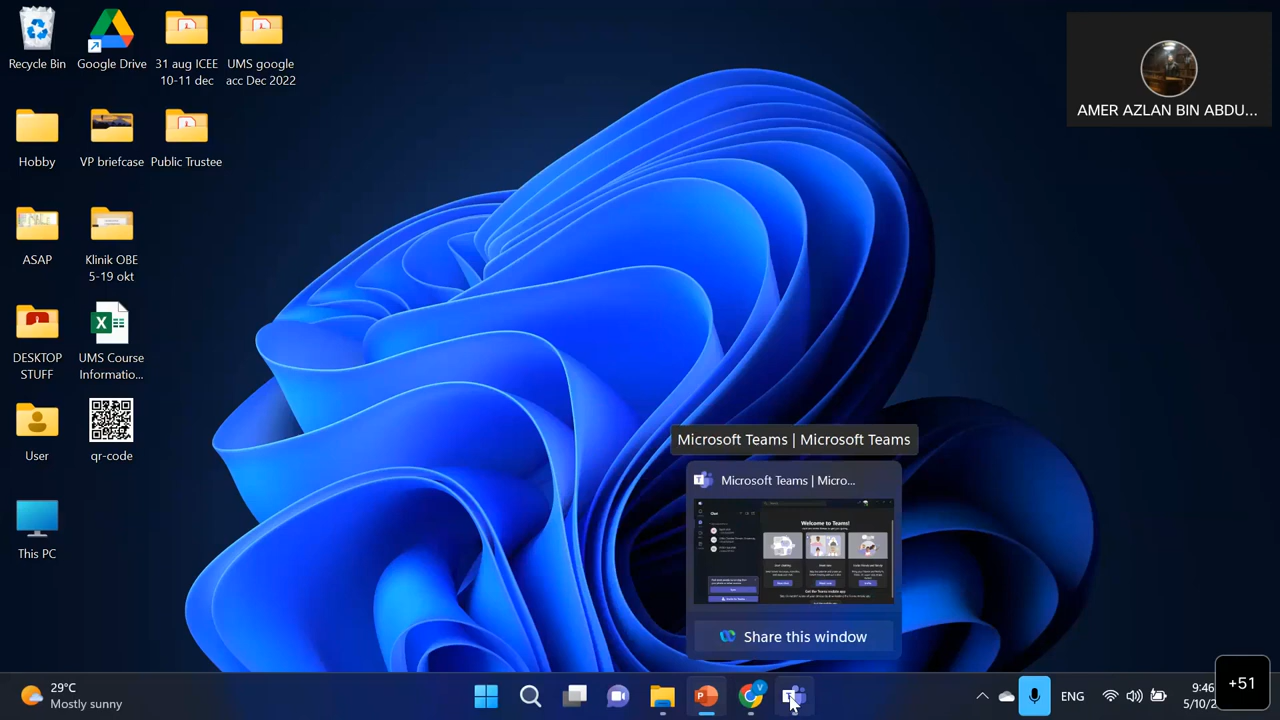 Recycle Bin
Google Drive
31 aug ICEE
10-11 dec
UMS google
acc Dec 2022
AMER AZLAN BIN ABDU...
Hobby
VP briefcase
Public Trustee
ASAP
Klinik OBE
5-19 okt
DESKTOP
STUFF
UMS Course
Informatio...
User
qr-code
This PC
Microsoft Teams | Microsoft Teams
Microsoft Teams | Micro...
Welcome to Teams!
Share this window
29°C
Mostly sunny
ENG
9:46
5/10/2
+51